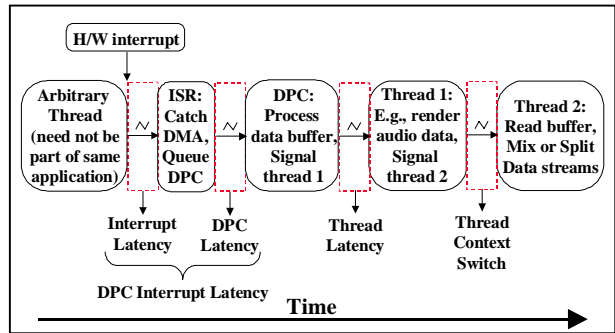 H/W interrupt
Arbitrary
Thread
(need not be
part of same
application)
ISR:
Catch
DMA,
Queue
DPC
DPC:
Process
data buffer,
Signal
thread 1
Thread 1:
E.g., render
audio data,
Signal
thread 2
Thread 2:
Read buffer,
Mix or Split
Data streams
Interrupt
Latency
DPC
Latency
Thread
Latency
Thread
Context
Switch
DPC Interrupt Latency
Time